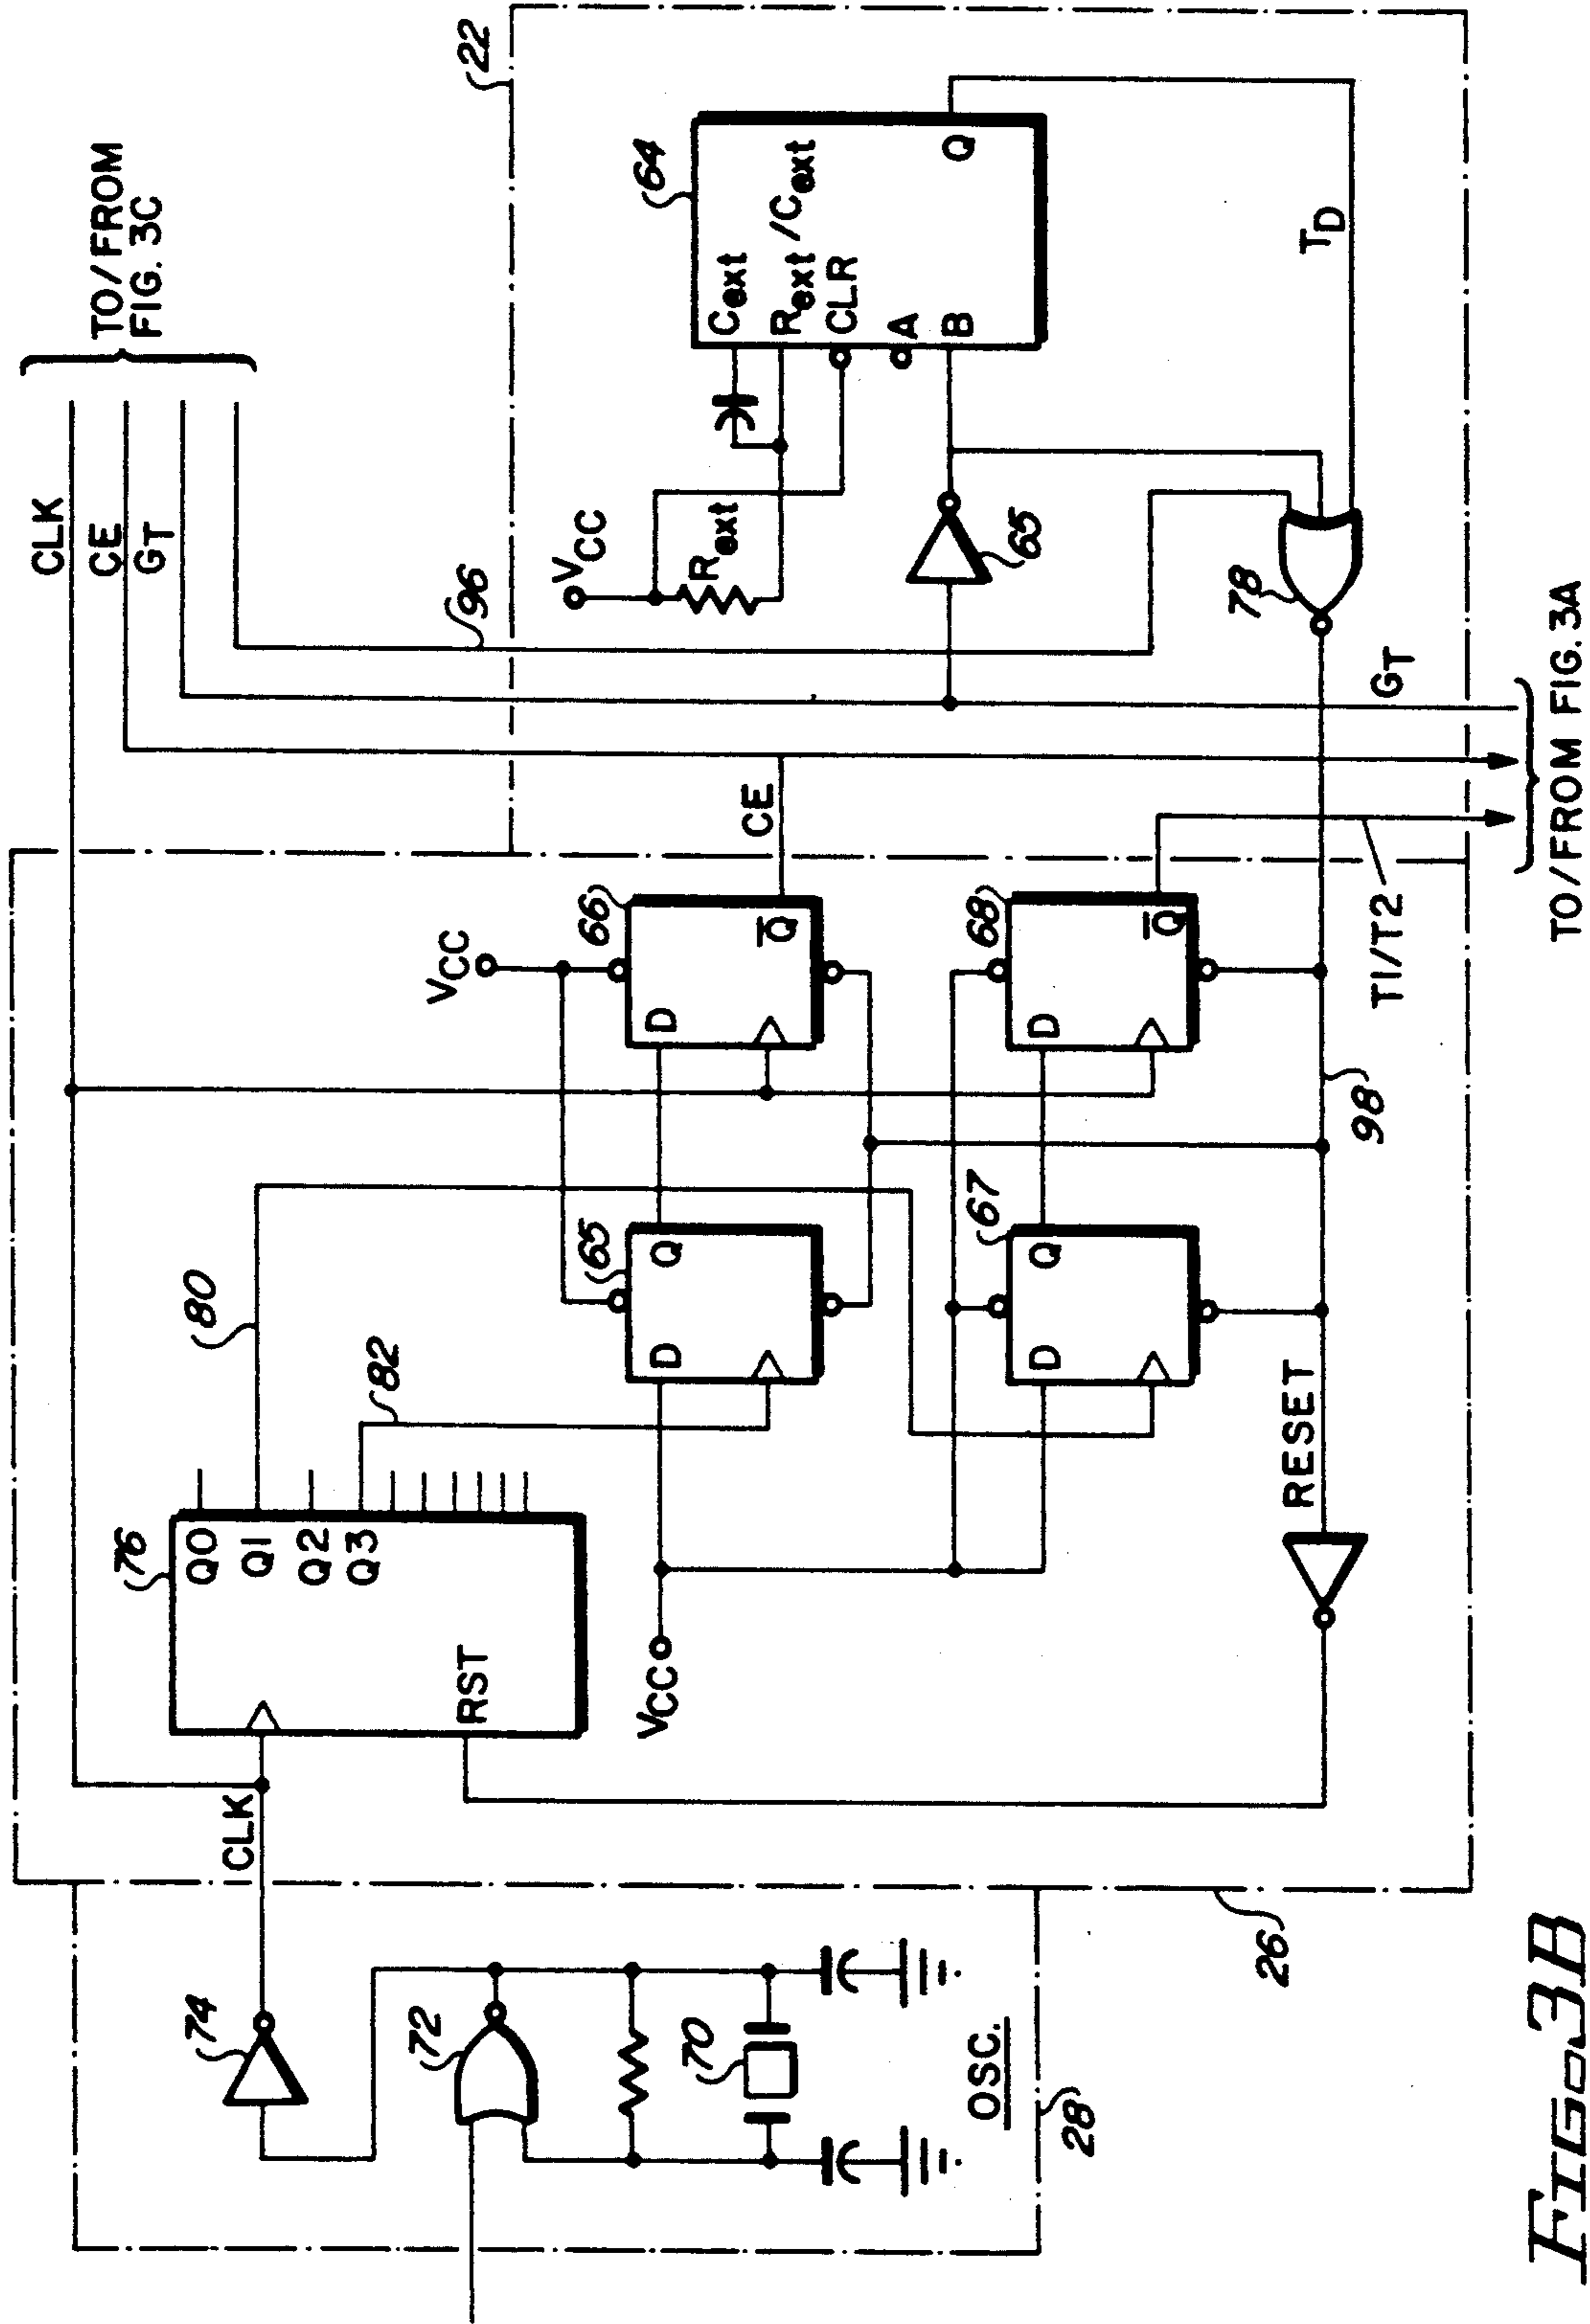 TO/FROM
FIG. 3C
CLK
CE
GT
96
22
VCC
Rext
64
Cext
Rext/Cext
CLR
A
B
Q
65
78
TD
GT
TO/FROM FIG. 3A
CE
T1/T2
VCC
66
D
Q̅
68
D
Q̅
98
80
82
65
D
Q
67
D
Q
RESET
76
Q0
Q1
Q2
Q3
RST
VCC
CLK
26
74
72
70
OSC.
28
FIG. 3B